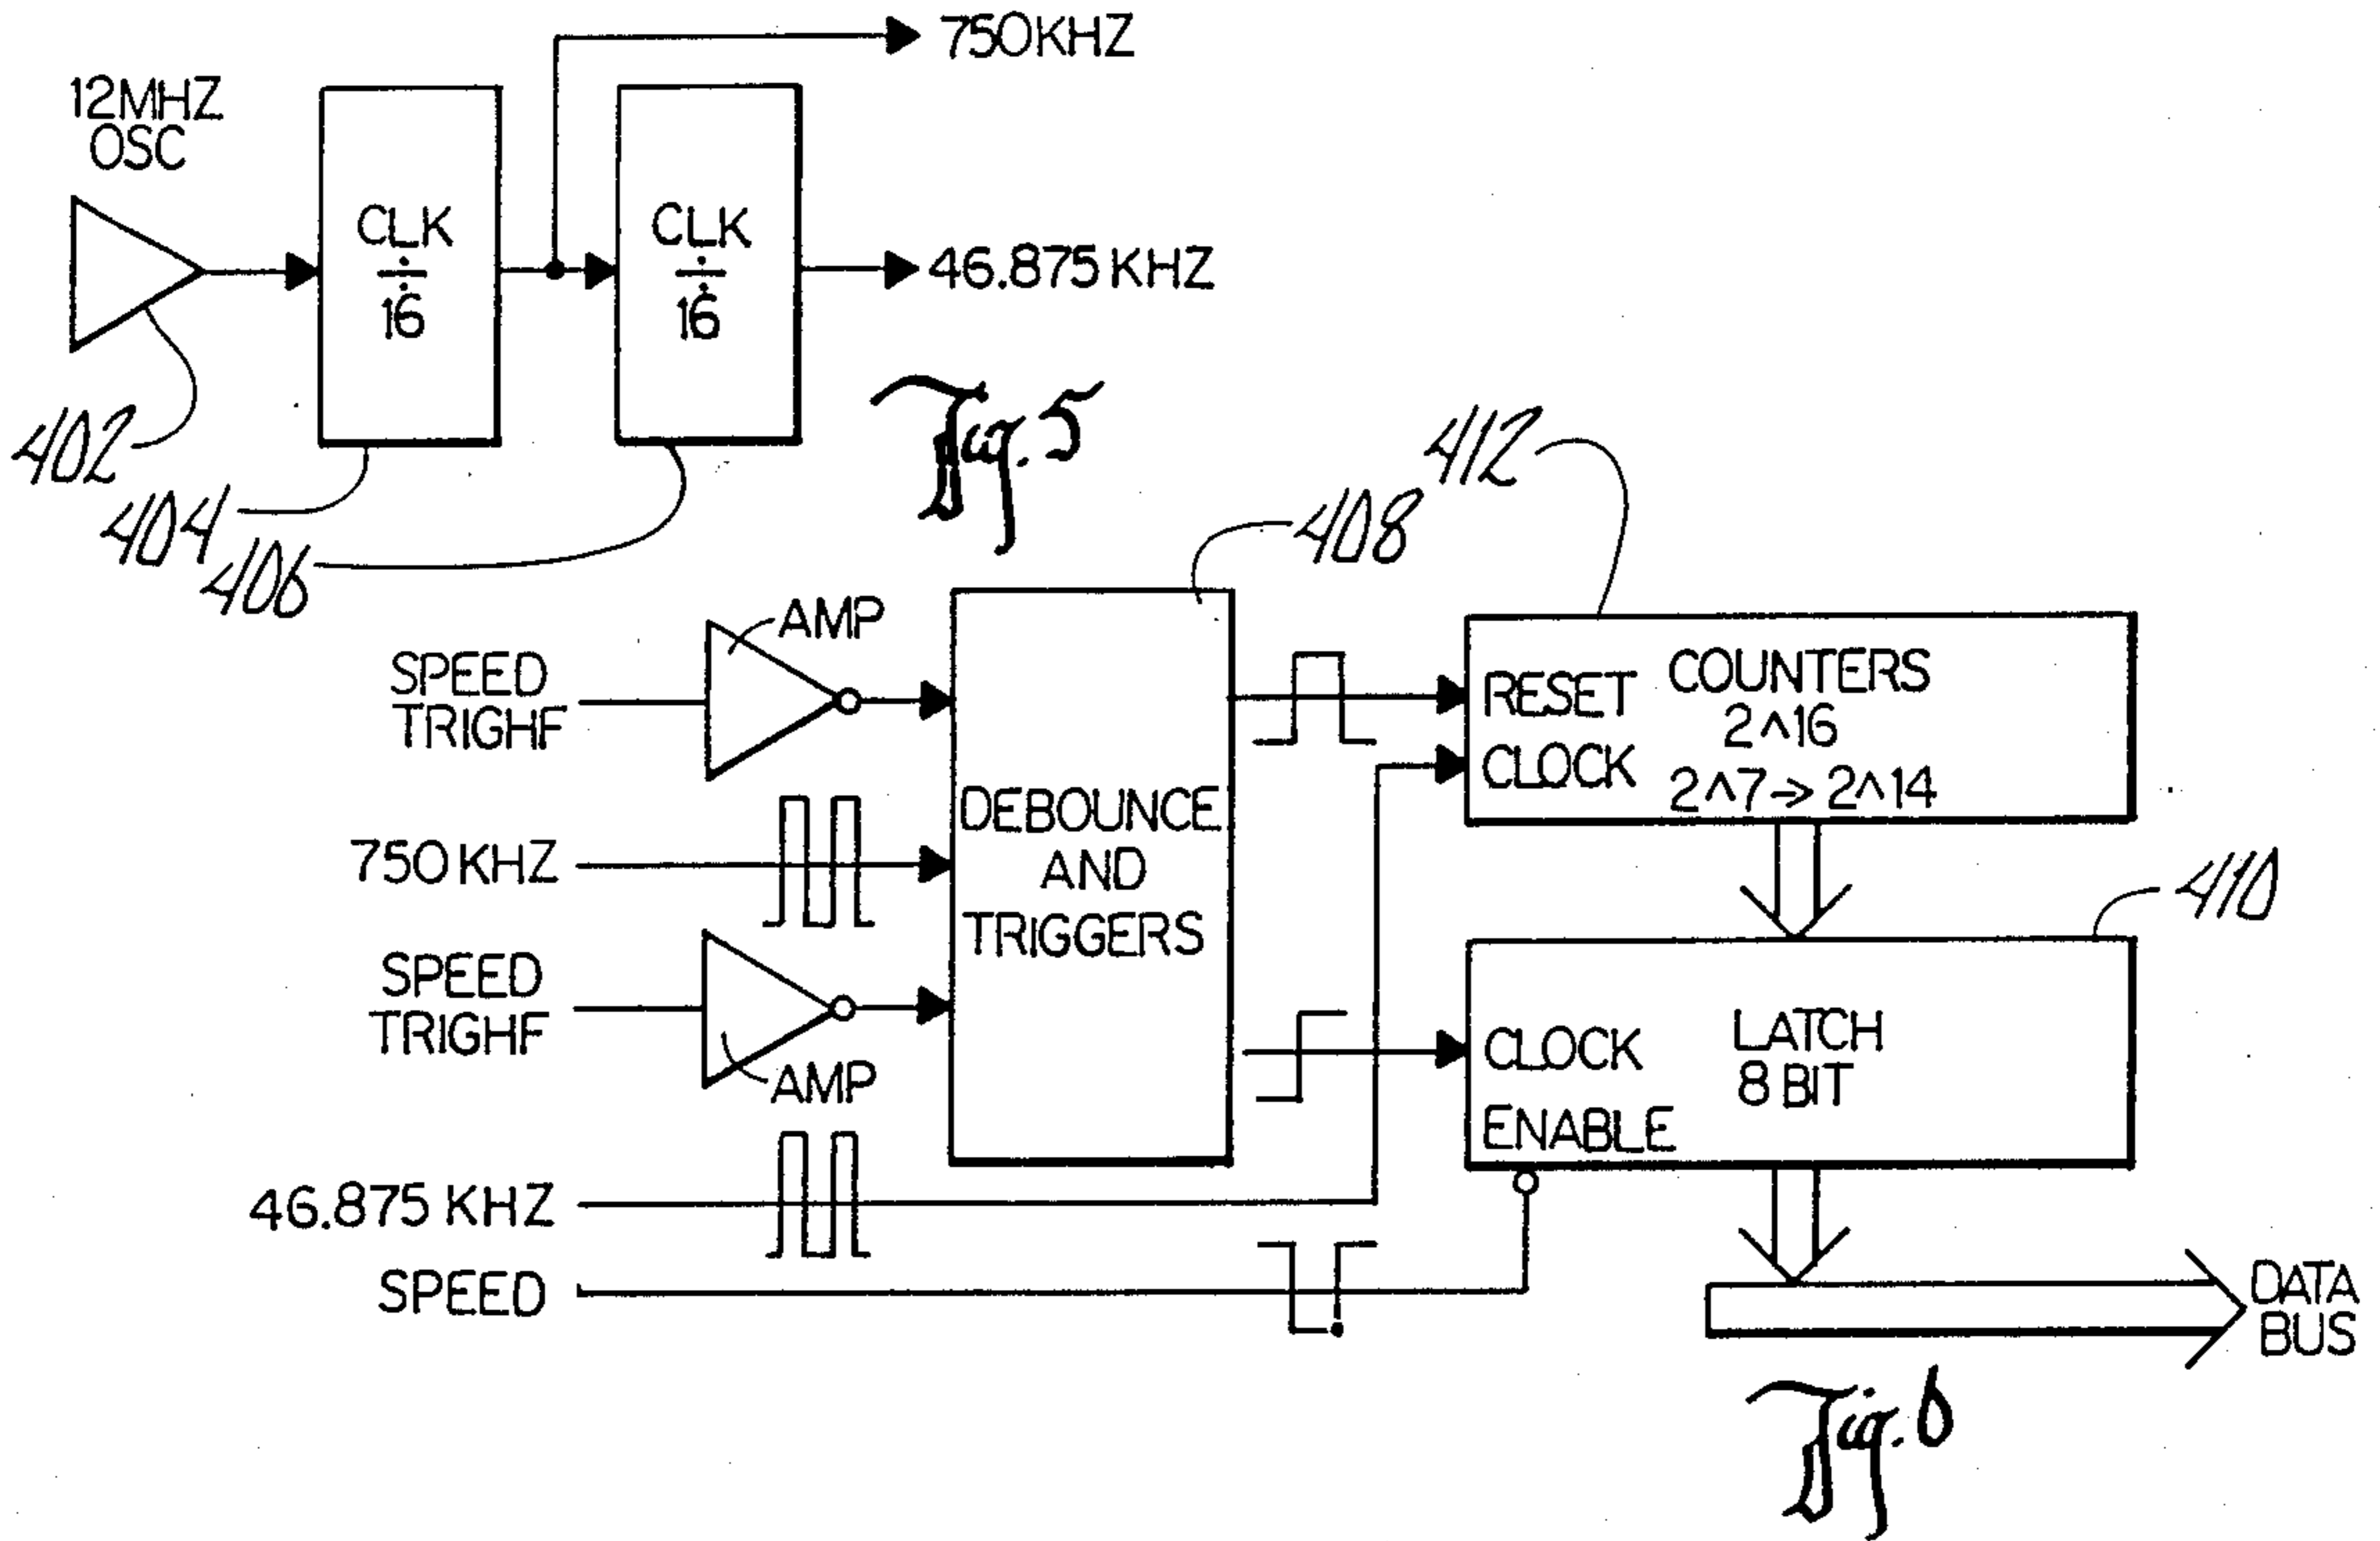 750KHZ
12MHZ
OSC
CLK
÷
16
CLK
÷
16
46.875 KHZ
402
404
406
Fig. 5
412
408
AMP
SPEED
TRIGHF
RESET
COUNTERS
2^16
CLOCK
2^7→2^14
DEBOUNCE
AND
TRIGGERS
750 KHZ
410
SPEED
TRIGHF
AMP
CLOCK
LATCH
8 BIT
ENABLE
46.875 KHZ
SPEED
DATA
BUS
Fig. 6